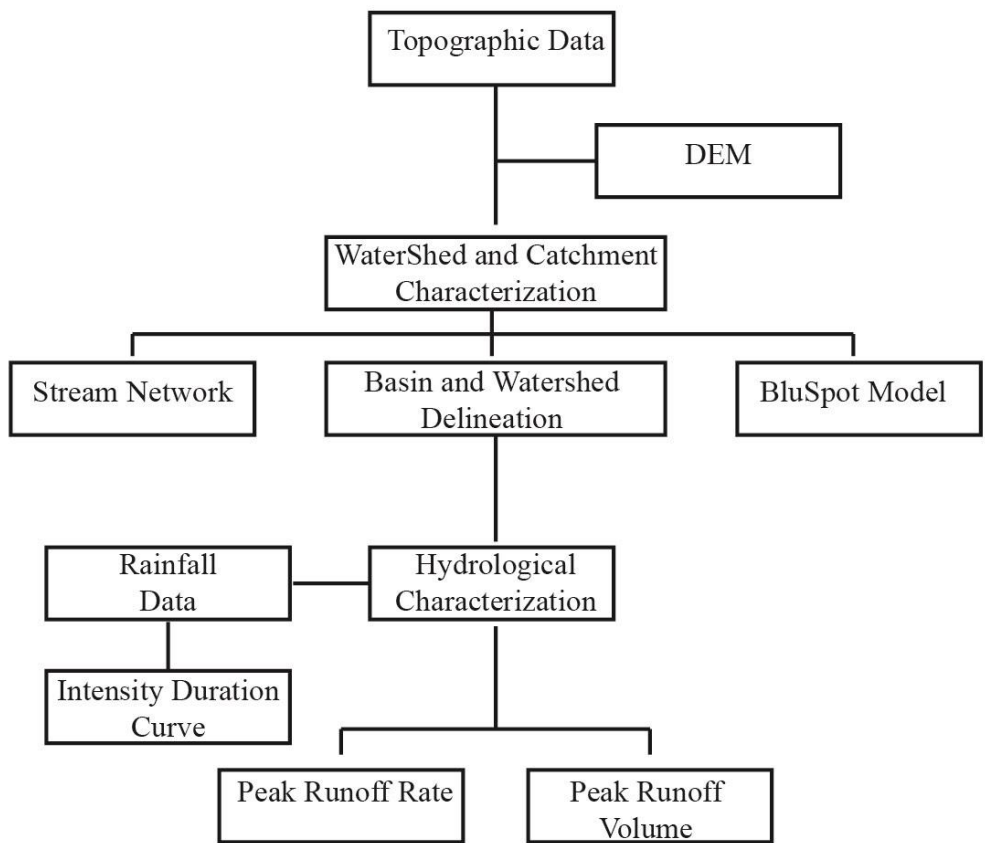 Topographic Data
DEM
WaterShed and Catchment
Characterization
Stream Network
Basin and Watershed
Delineation
BluSpot Model
Rainfall
Data
Hydrological
Characterization
Intensity Duration
Curve
Peak Runoff Rate
Peak Runoff
Volume